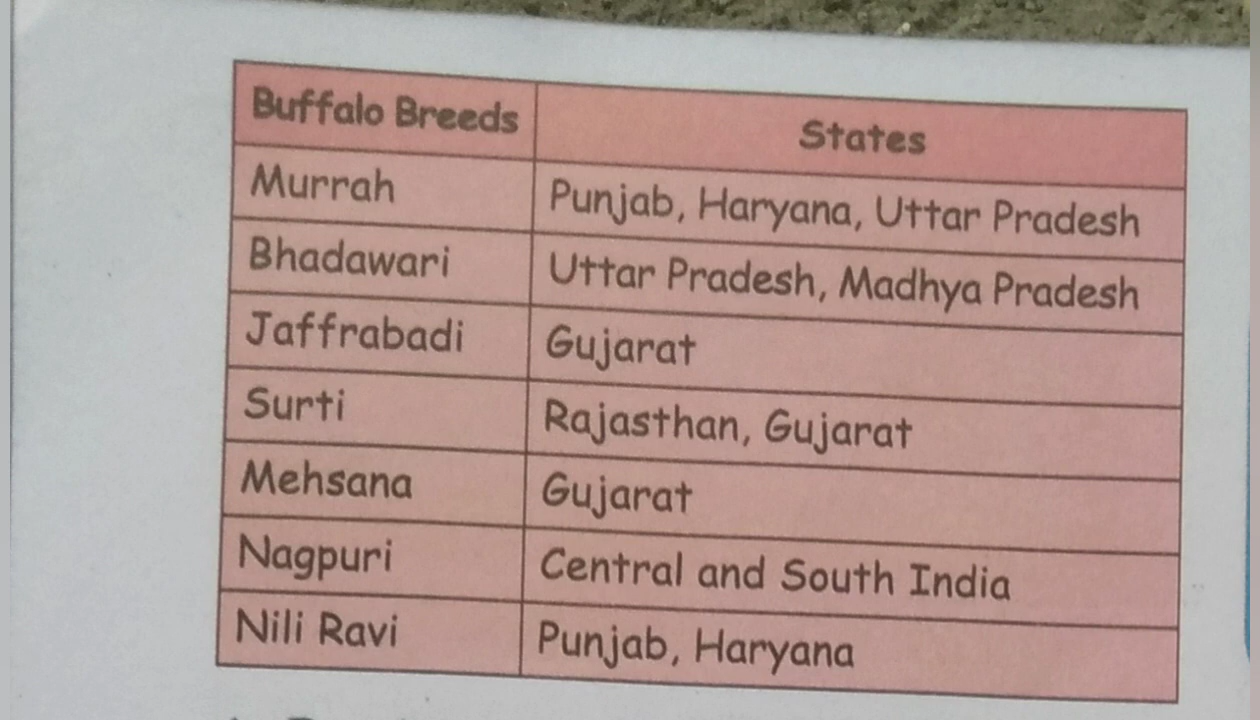 Buffalo Breeds States
Murrah Punjab, Haryana, Uttar Pradesh
Bhadawari Uttar Pradesh, Madhya Pradesh
Jaffrabadi Gujarat
Surti Rajasthan, Gujarat
Mehsana Gujarat
Nagpuri Central and South India
Nili Ravi Punjab, Haryana